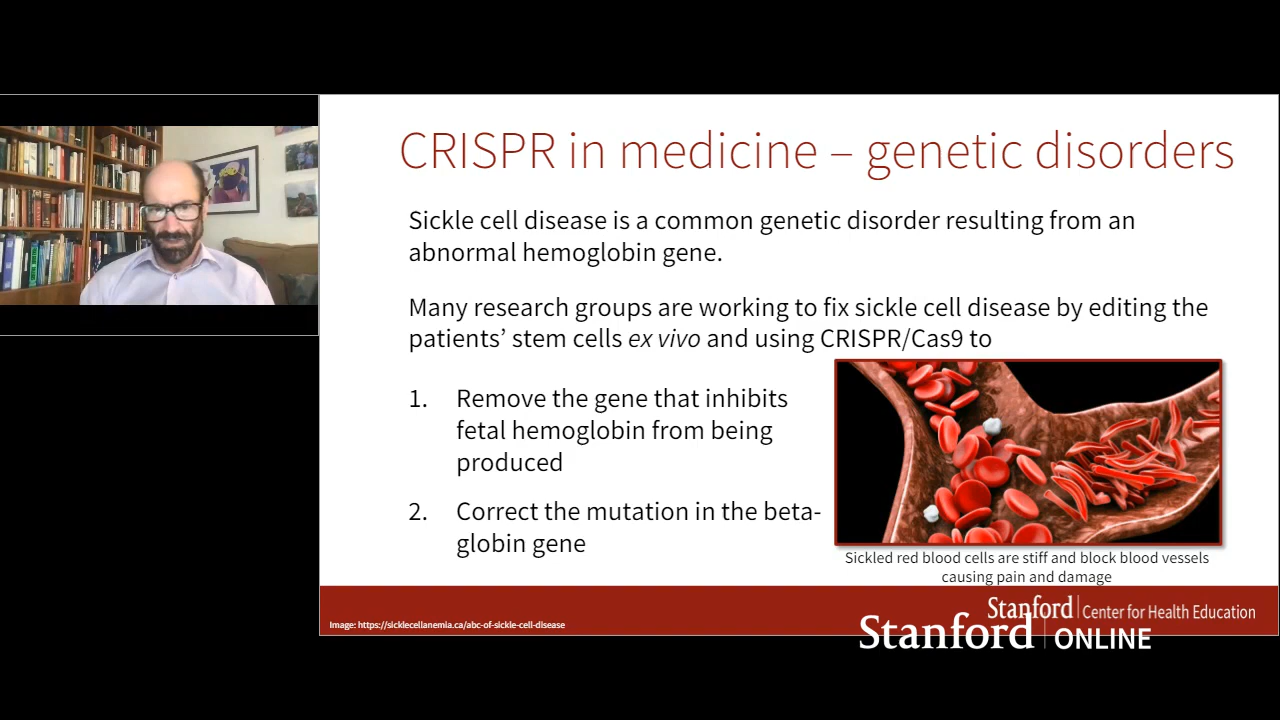 CRISPR in medicine – genetic disorders
Sickle cell disease is a common genetic disorder resulting from an
abnormal hemoglobin gene.
Many research groups are working to fix sickle cell disease by editing the
patients’ stem cells ex vivo and using CRISPR/Cas9 to
1. Remove the gene that inhibits
fetal hemoglobin from being
produced
2. Correct the mutation in the beta-
globin gene
Sickled red blood cells are stiff and block blood vessels
causing pain and damage
Image: https://sicklecellanemia.ca/abc-of-sickle-cell-disease
Stanford Center for Health Education
Stanford ONLINE